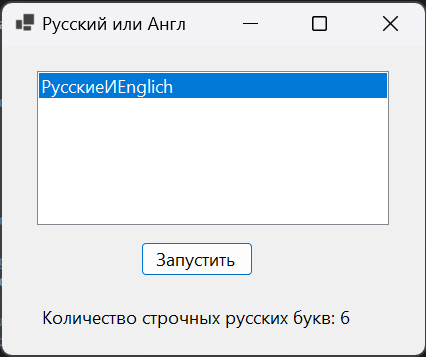 Русский или Англ
РусскиеИEnglich
Запустить
Количество строчных русских букв: 6